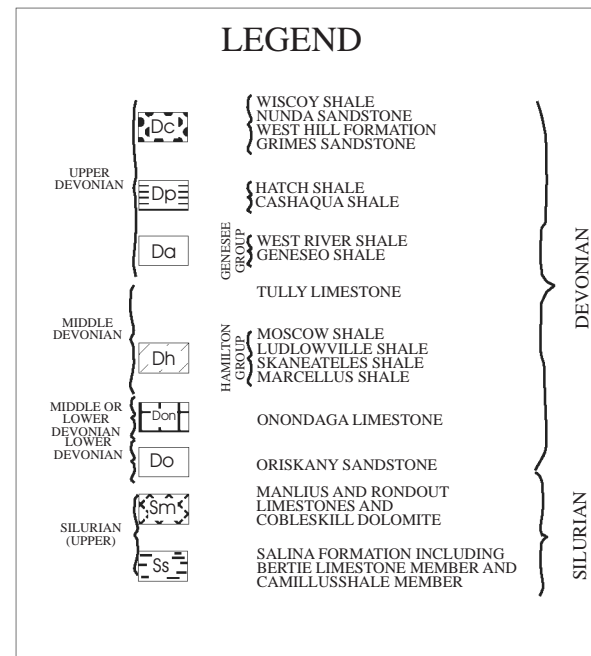 LEGEND
UPPER
DEVONIAN
Dc
WISCOY SHALE
NUNDA SANDSTONE
WEST HILL FORMATION
GRIMES SANDSTONE
Dp
HATCH SHALE
CASHAQUA SHALE
Da
GENESEE
GROUP
WEST RIVER SHALE
GENESEO SHALE
MIDDLE
DEVONIAN
TULLY LIMESTONE
Dh
HAMILTON
GROUP
MOSCOW SHALE
LUDLOWVILLE SHALE
SKANEATELES SHALE
MARCELLUS SHALE
MIDDLE OR
LOWER
DEVONIAN
Don
ONONDAGA LIMESTONE
LOWER
DEVONIAN
Do
ORISKANY SANDSTONE
DEVONIAN
SILURIAN
(UPPER)
Sm
MANLIUS AND RONDOUT
LIMESTONES AND
COBLESKILL DOLOMITE
Ss
SALINA FORMATION INCLUDING
BERTIE LIMESTONE MEMBER AND
CAMILLUSSHALE MEMBER
SILURIAN